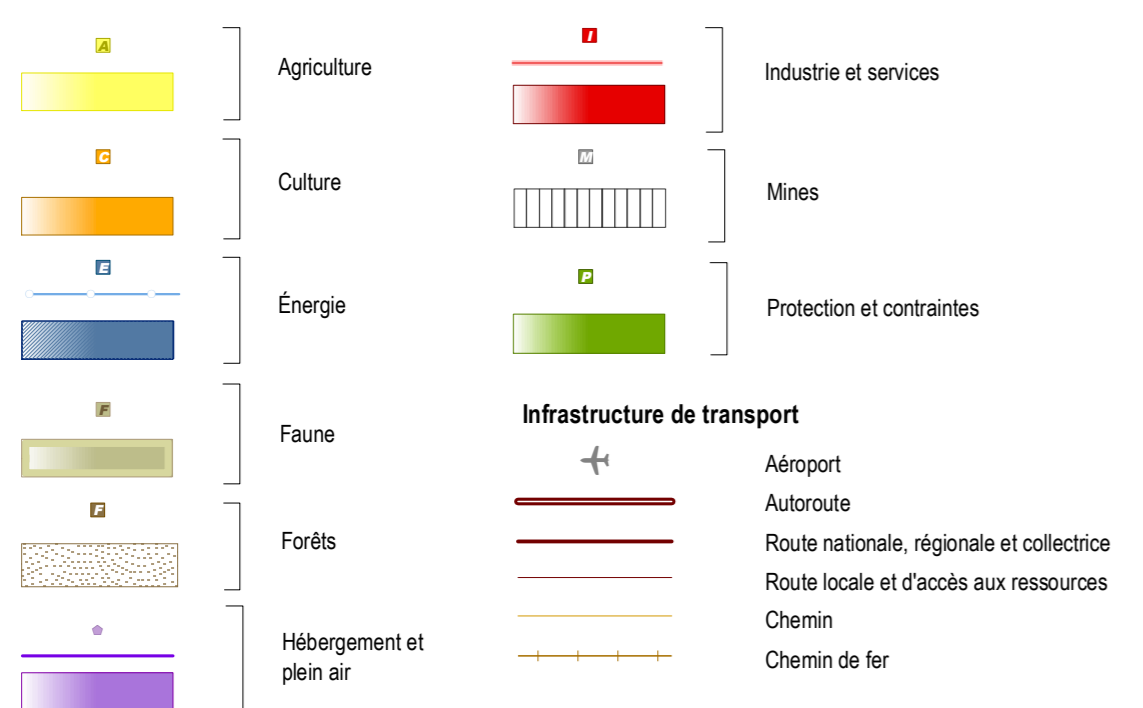 A
Agriculture
C
Culture
E
Énergie
F
Faune
F
Forêts
Hébergement et
plein air
I
Industrie et services
M
Mines
P
Protection et contraintes
Infrastructure de transport
Aéroport
Autoroute
Route nationale, régionale et collectrice
Route locale et d'accès aux ressources
Chemin
Chemin de fer